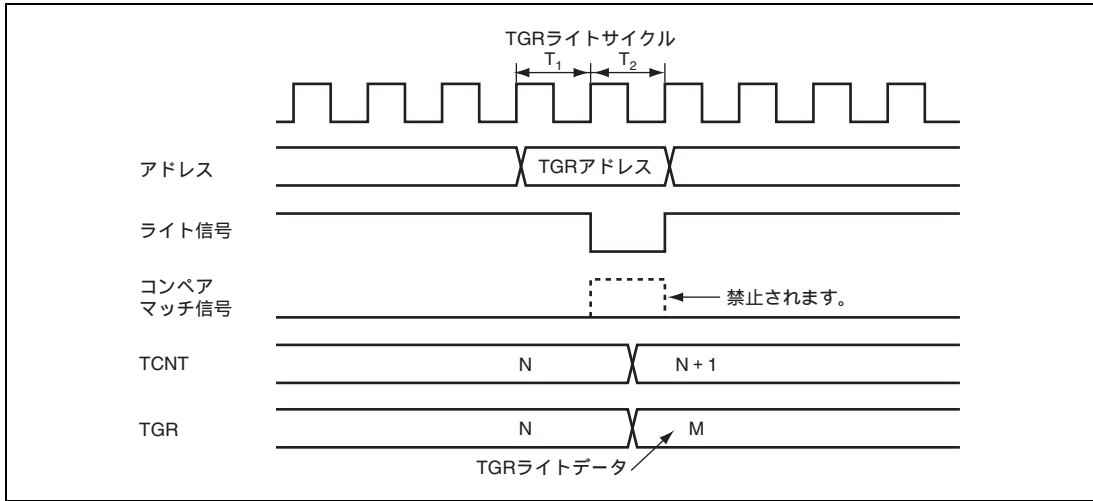 TGRライトサイクル
T1 T2
アドレス TGRアドレス
ライト信号
コンペア
マッチ信号 禁止されます。
TCNT N N + 1
TGR N M
TGRライトデータ